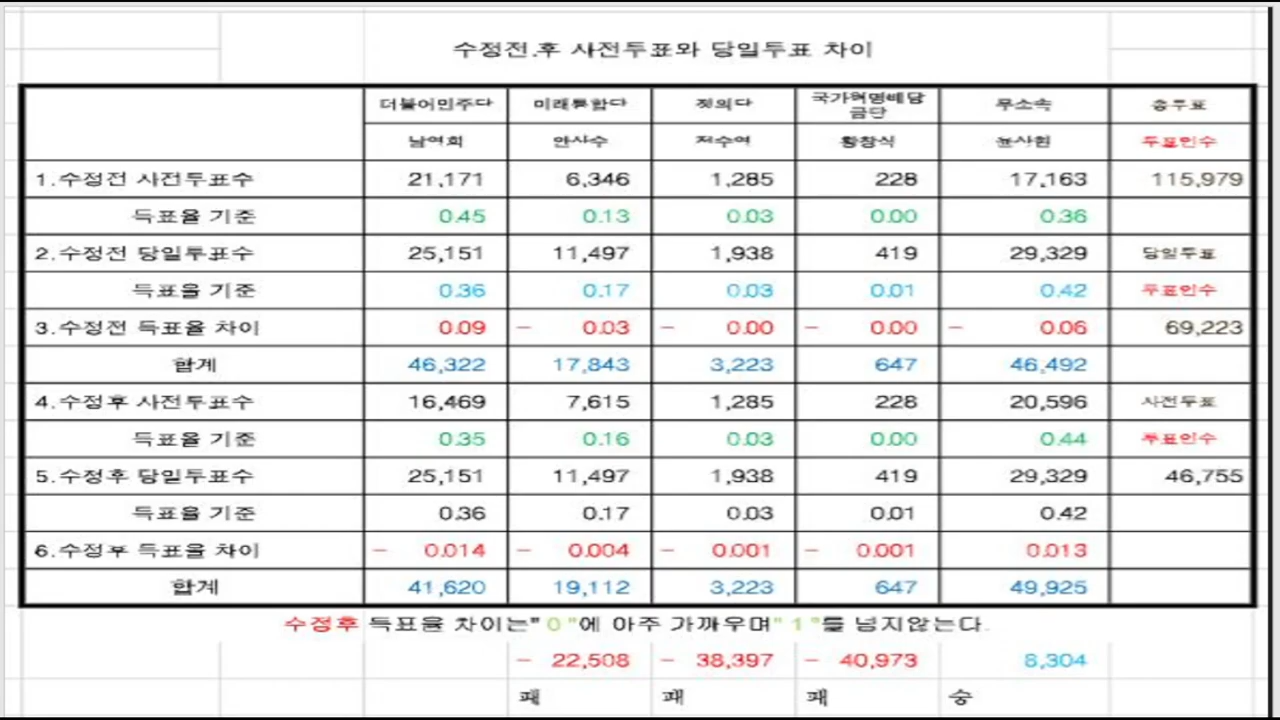 수정전.후 사전투표와 당일투표 차이
더불어민주다 미래통합다 정의다 국가혁명배당 무소속 총투표
금단
남영희 안상수 정수영 황창식 윤상현 투표인수
1.수정전 사전투표수 21,171 6,346 1,285 228 17,163 115,979
득표율 기준 0.45 0.13 0.03 0.00 0.36
2.수정전 당일투표수 25,151 11,497 1,938 419 29,329 당일투표
득표율 기준 0.36 0.17 0.03 0.01 0.42 투표인수
3.수정전 득표율 차이 0.09 - 0.03 - 0.00 - 0.00 - 0.06 69,223
합계 46,322 17,843 3,223 647 46,492
4.수정후 사전투표수 16,469 7,615 1,285 228 20,596 사전투표
득표율 기준 0.35 0.16 0.03 0.00 0.44 투표인수
5.수정후 당일투표수 25,151 11,497 1,938 419 29,329 46,755
득표율 기준 0.36 0.17 0.03 0.01 0.42
6.수정후 득표율 차이 - 0.014 - 0.004 - 0.001 - 0.001 0.013
합계 41,620 19,112 3,223 647 49,925
수정후 득표율 차이는"0"에 아주 가까우며"1"를 넘지않는다.
- 22,508 - 38,397 - 40,973 8,304
패 패 패 승